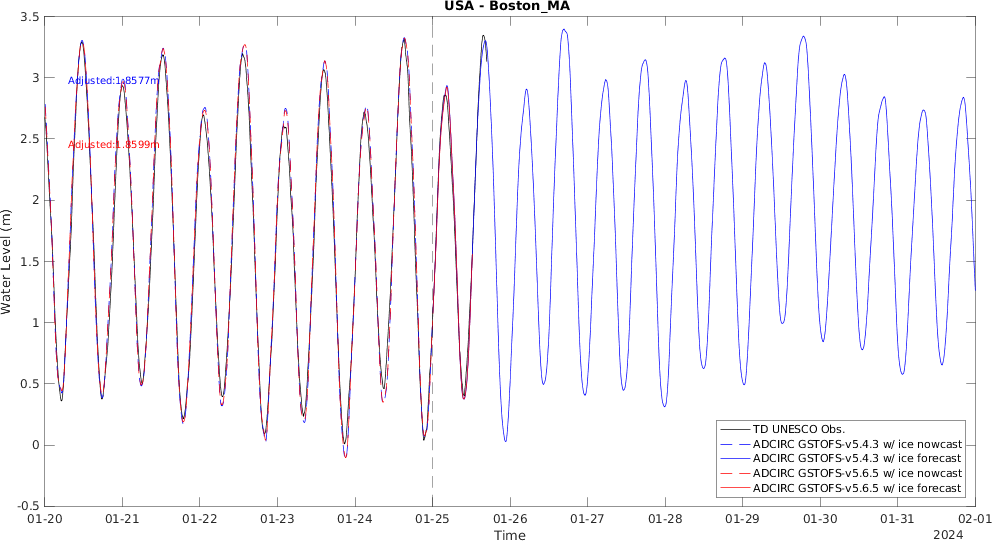 USA - Boston_MA
3.5
3
2.5
2
1.5
1
0.5
0
-0.5
Water Level (m)
Adjusted:1.8577m
Adjusted:1.8599m
TD UNESCO Obs.
ADCIRC GSTOFS-v5.4.3 w/ ice nowcast
ADCIRC GSTOFS-v5.4.3 w/ ice forecast
ADCIRC GSTOFS-v5.6.5 w/ ice nowcast
ADCIRC GSTOFS-v5.6.5 w/ ice forecast
01-20 01-21 01-22 01-23 01-24 01-25 01-26 01-27 01-28 01-29 01-30 01-31 02-01
Time
2024